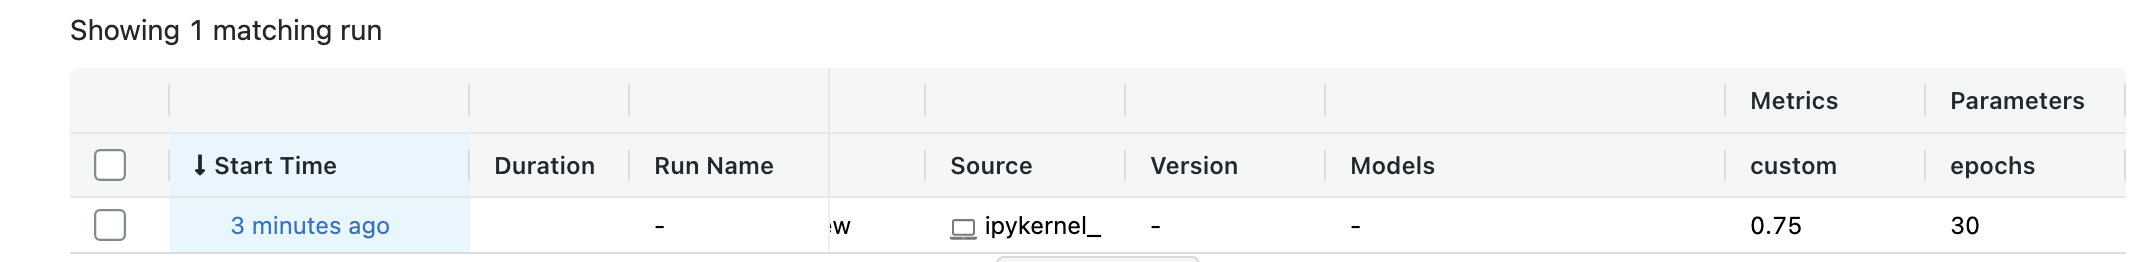 Showing 1 matching run
Metrics Parameters
↓ Start Time Duration Run Name Source Version Models custom epochs
3 minutes ago - ew ipykernel_ - - 0.75 30